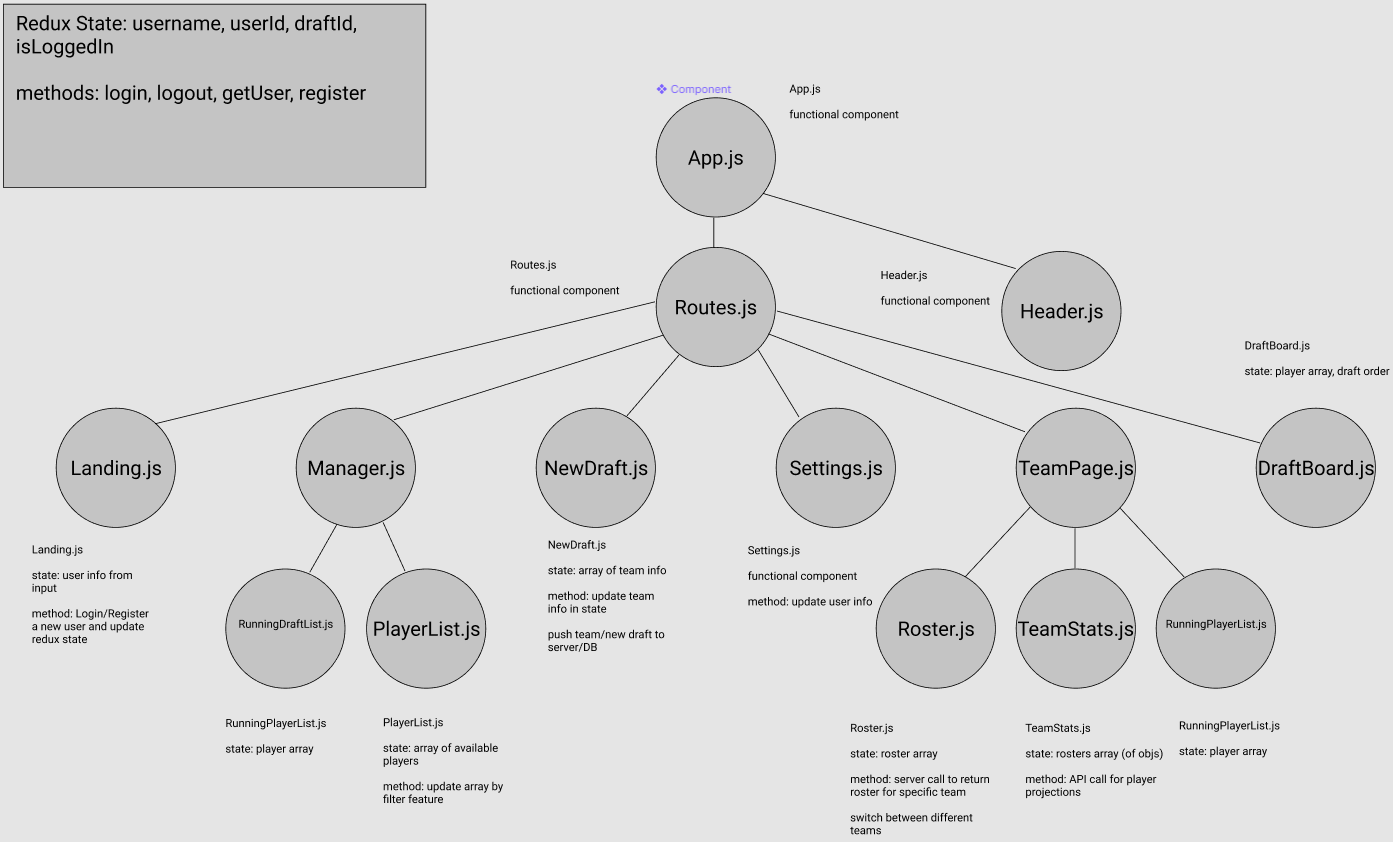 Redux State: username, userId, draftId,
isLoggedIn
methods: login, logout, getUser, register
Component
App.js
functional component
App.js
Routes.js
functional component
Routes.js
Header.js
functional component
Header.js
DraftBoard.js
state: player array, draft order
Landing.js
Manager.js
NewDraft.js
Settings.js
TeamPage.js
DraftBoard.js
Landing.js
state: user info from
input
method: Login/Register
a new user and update
redux state
RunningDraftList.js
PlayerList.js
NewDraft.js
state: array of team info
method: update team
info in state
push team/new draft to
server/DB
Settings.js
functional component
method: update user info
Roster.js
TeamStats.js
RunningPlayerList.js
RunningPlayerList.js
state: player array
PlayerList.js
state: array of available
players
method: update array by
filter feature
Roster.js
state: roster array
method: server call to return
roster for specific team
switch between different
teams
TeamStats.js
state: rosters array (of objs)
method: API call for player
projections
RunningPlayerList.js
state: player array